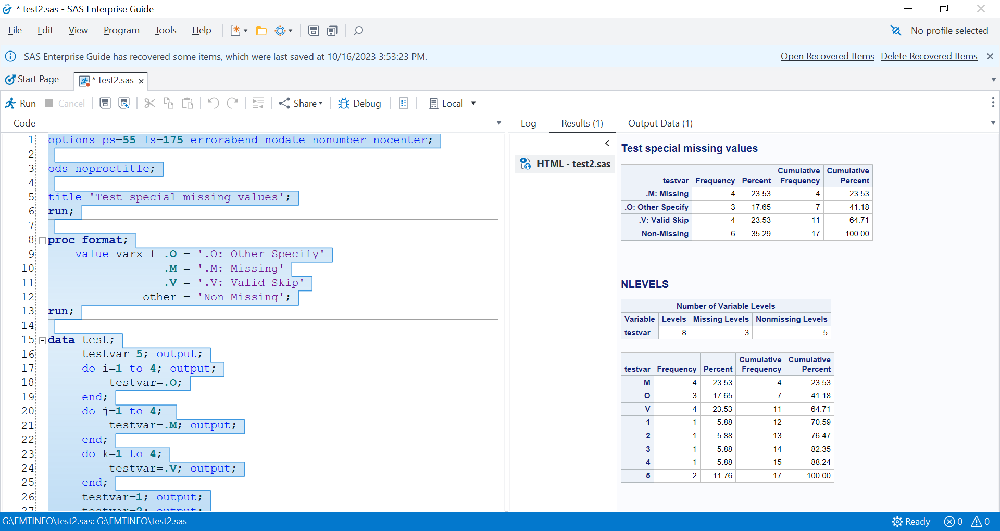 * test2.sas - SAS Enterprise Guide
File Edit View Program Tools Help No profile selected
SAS Enterprise Guide has recovered some items, which were last saved at 10/16/2023 3:53:23 PM. Open Recovered Items Delete Recovered Items
Start Page * test2.sas
Run Cancel Share Debug Local
Code
1 options ps=55 ls=175 errorabend nodate nonumber nocenter;
2
3 ods noproctitle;
4
5 title 'Test special missing values';
6 run;
7
8 proc format;
9 value varx_f .O = '.O: Other Specify'
10 .M = '.M: Missing'
11 .V = '.V: Valid Skip'
12 other = 'Non-Missing';
13 run;
14
15 data test;
16 testvar=5; output;
17 do i=1 to 4; output;
18 testvar=.O;
19 end;
20 do j=1 to 4;
21 testvar=.M; output;
22 end;
23 do k=1 to 4;
24 testvar=.V; output;
25 end;
26 testvar=1; output;
27 testvar=2; output;
Log Results (1) Output Data (1)
HTML - test2.sas
Test special missing values
testvar Frequency Percent Cumulative Frequency Cumulative Percent
.M: Missing 4 23.53 4 23.53
.O: Other Specify 3 17.65 7 41.18
.V: Valid Skip 4 23.53 11 64.71
Non-Missing 6 35.29 17 100.00
NLEVELS
Number of Variable Levels
Variable Levels Missing Levels Nonmissing Levels
testvar 8 3 5
testvar Frequency Percent Cumulative Frequency Cumulative Percent
M 4 23.53 4 23.53
O 3 17.65 7 41.18
V 4 23.53 11 64.71
1 1 5.88 12 70.59
2 1 5.88 13 76.47
3 1 5.88 14 82.35
4 1 5.88 15 88.24
5 2 11.76 17 100.00
G:\FMTINFO\test2.sas: G:\FMTINFO\test2.sas Ready 0 0